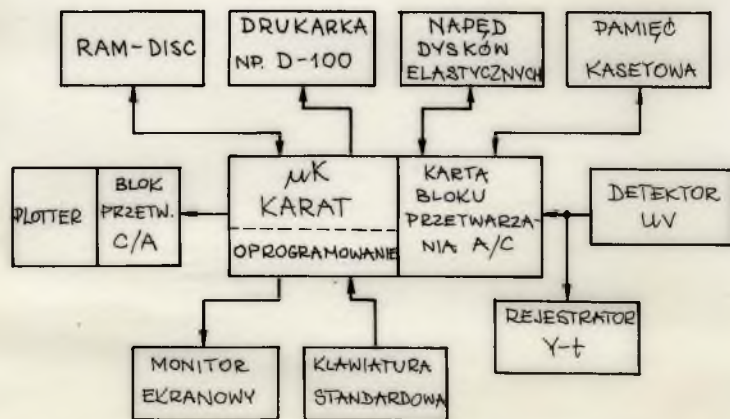 RAM-DISC
DRUKARKA
NP. D-100
NAPĘD
DYSKÓW
ELASTYCZNYCH
PAMIĘĆ
KASETOWA
PLOTTER
BLOK
PRZETW.
C/A
μK
KARAT
OPROGRAMOWANIE
KARTA
BLOKU
PRZETWARZA-
NIA A/C
DETEKTOR
UV
REJESTRATOR
Y-t
MONITOR
EKRANOWY
KLAWIATURA
STANDARDOWA